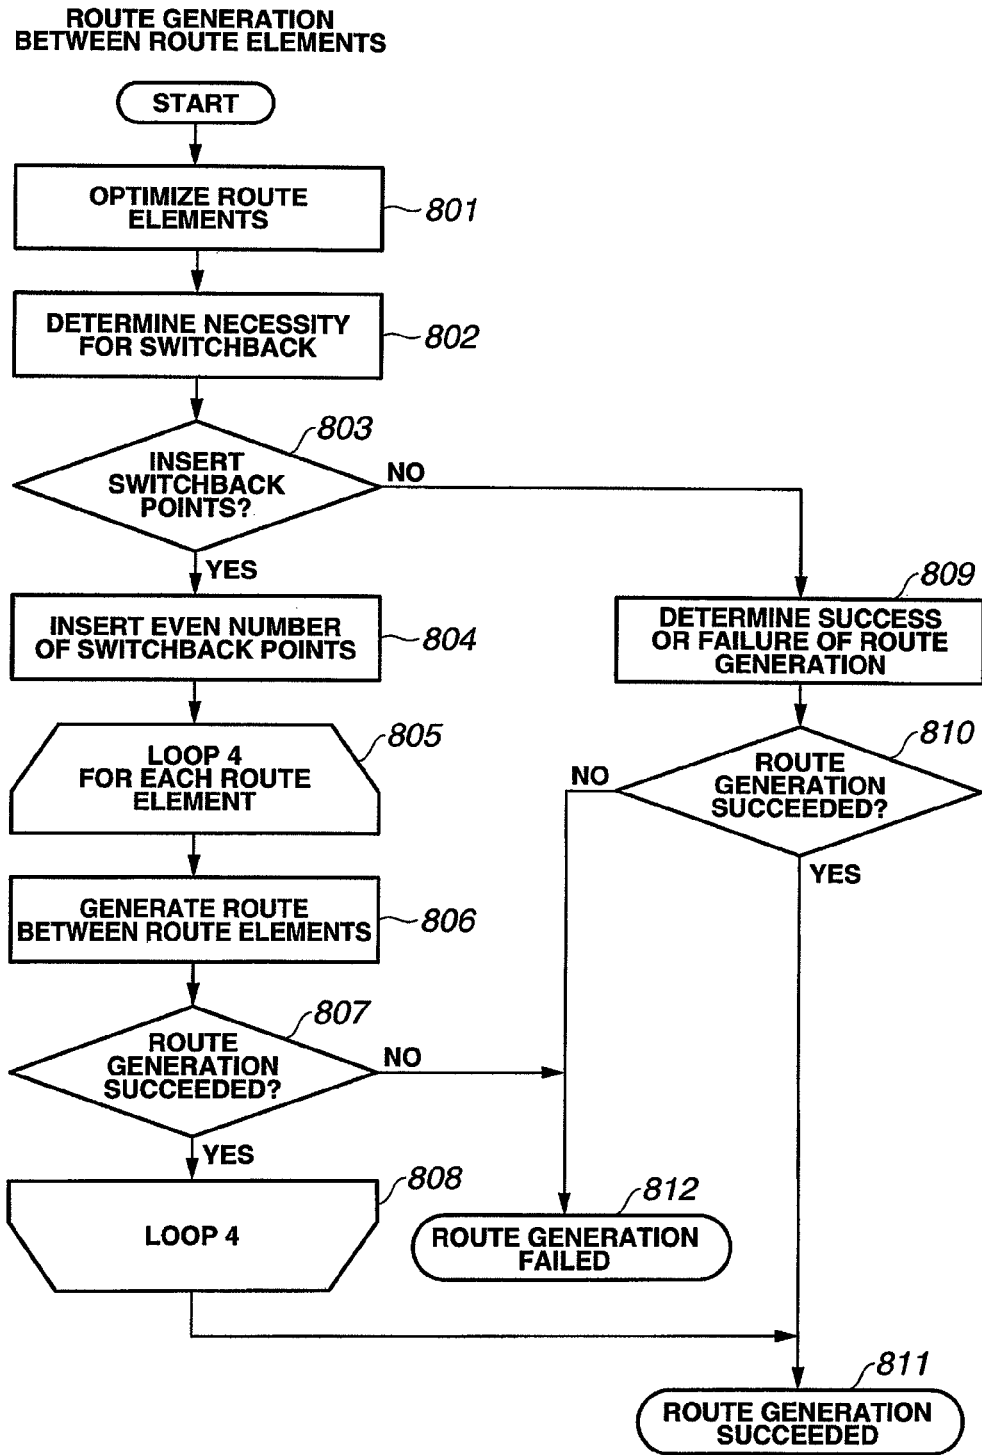 ROUTE GENERATION
BETWEEN ROUTE ELEMENTS
START
OPTIMIZE ROUTE
ELEMENTS
801
DETERMINE NECESSITY
FOR SWITCHBACK
802
803
INSERT
SWITCHBACK
POINTS?
NO
YES
INSERT EVEN NUMBER
OF SWITCHBACK POINTS
804
LOOP 4
FOR EACH ROUTE
ELEMENT
805
GENERATE ROUTE
BETWEEN ROUTE ELEMENTS
806
807
ROUTE
GENERATION
SUCCEEDED?
NO
YES
808
LOOP 4
809
DETERMINE SUCCESS
OR FAILURE OF ROUTE
GENERATION
810
ROUTE
GENERATION
SUCCEEDED?
NO
YES
812
ROUTE GENERATION
FAILED
811
ROUTE GENERATION
SUCCEEDED